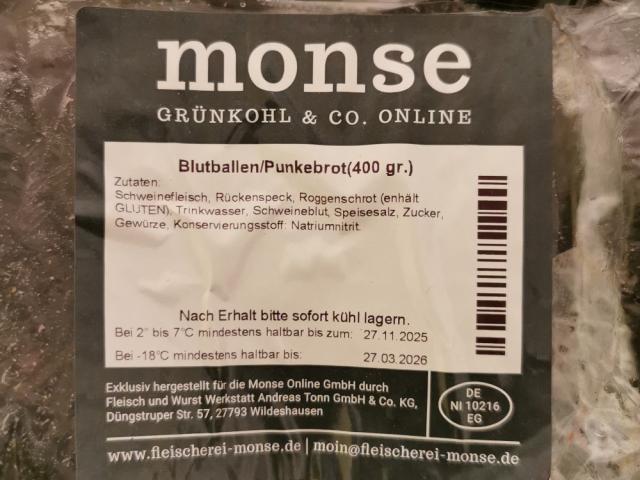 monse
GRÜNKOHL & CO. ONLINE
Blutballen/Punkebrot(400 gr.)
Zutaten:
Schweinefleisch, Rückenspeck, Roggenschrot (enhält
GLUTEN), Trinkwasser, Schweineblut, Speisesalz, Zucker,
Gewürze, Konservierungsstoff: Natriumnitrit.
Nach Erhalt bitte sofort kühl lagern.
Bei 2° bis 7°C mindestens haltbar bis zum: 27.11.2025
Bei -18°C mindestens haltbar bis: 27.03.2026
Exklusiv hergestellt für die Monse Online GmbH durch
Fleisch und Wurst Werkstatt Andreas Tonn GmbH & Co. KG,
Düngstruper Str. 57, 27793 Wildeshausen
DE
NI 10216
EG
www.fleischerei-monse.de | moin@fleischerei-monse.de